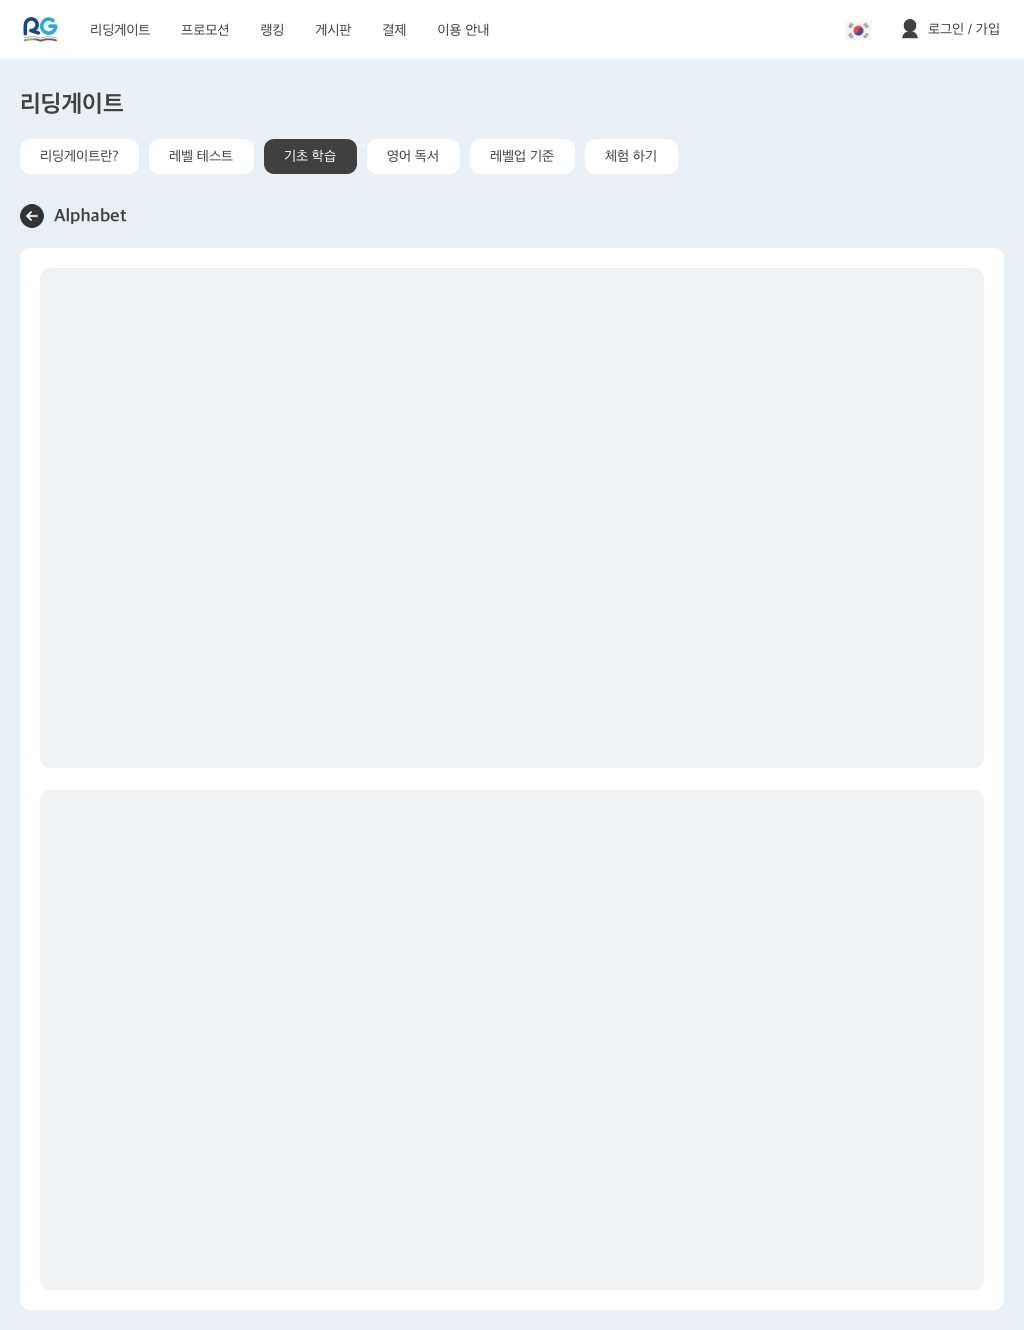 RG 리딩게이트 프로모션 랭킹 게시판 결제 이용 안내 로그인 / 가입
리딩게이트
리딩게이트란? 레벨 테스트 기초 학습 영어 독서 레벨업 기준 체험 하기
Alphabet